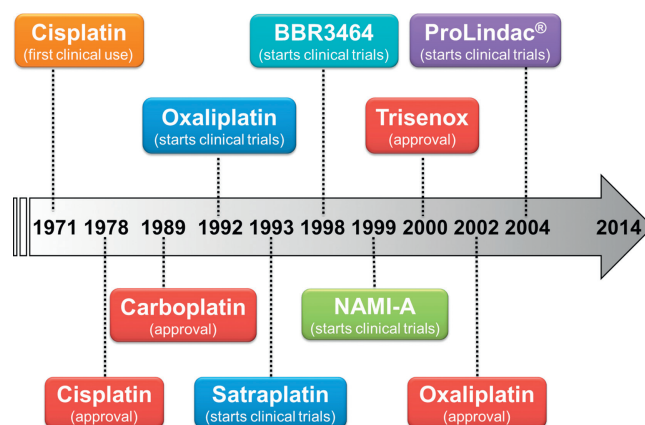 Cisplatin
(first clinical use)
BBR3464
(starts clinical trials)
ProLindac®
(starts clinical trials)
Oxaliplatin
(starts clinical trials)
Trisenox
(approval)
1971 1978 1989 1992 1993 1998 1999 2000 2002 2004 2014
Carboplatin
(approval)
NAMI-A
(starts clinical trials)
Cisplatin
(approval)
Satraplatin
(starts clinical trials)
Oxaliplatin
(approval)